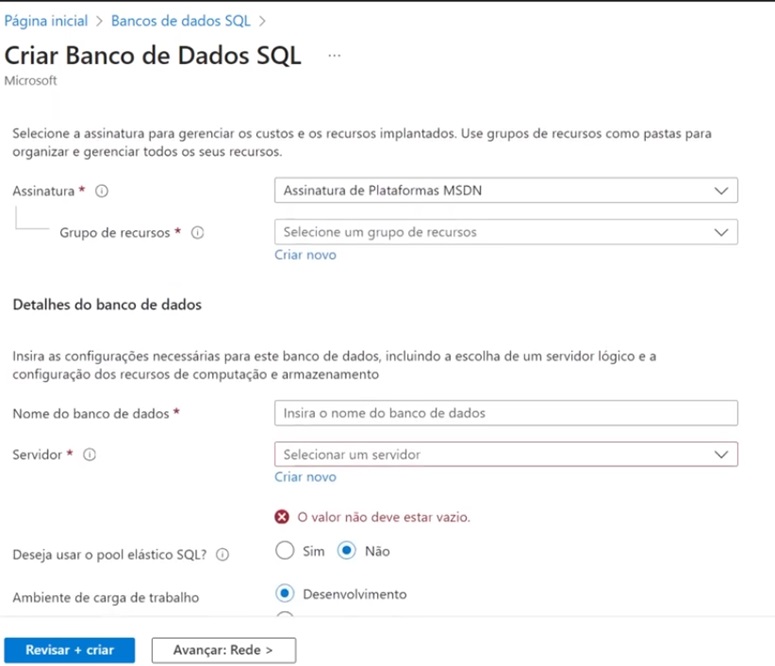 Página inicial > Bancos de dados SQL >
Criar Banco de Dados SQL ...
Microsoft
Selecione a assinatura para gerenciar os custos e os recursos implantados. Use grupos de recursos como pastas para
organizar e gerenciar todos os seus recursos.
Assinatura * Assinatura de Plataformas MSDN
Grupo de recursos * Selecione um grupo de recursos
Criar novo
Detalhes do banco de dados
Insira as configurações necessárias para este banco de dados, incluindo a escolha de um servidor lógico e a
configuração dos recursos de computação e armazenamento
Nome do banco de dados * Insira o nome do banco de dados
Servidor * Selecionar um servidor
Criar novo
O valor não deve estar vazio.
Deseja usar o pool elástico SQL? Sim Não
Ambiente de carga de trabalho Desenvolvimento
Revisar + criar Avançar: Rede >